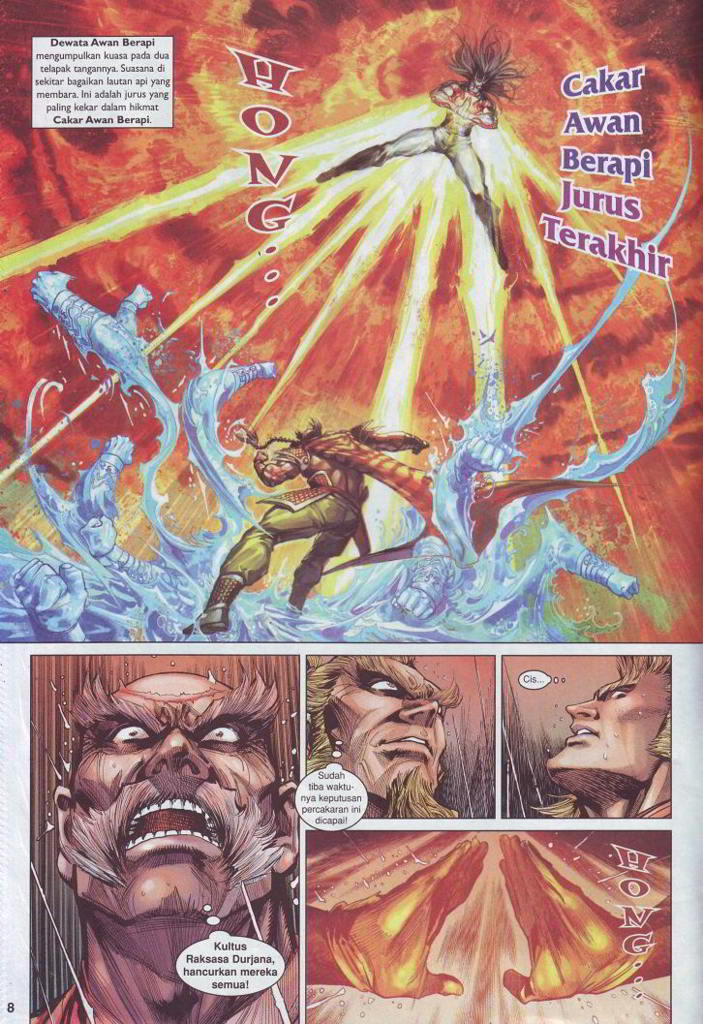 Dewata Awan Berapi
mengumpulkan kuasa pada dua
telapak tangannya. Suasana di
sekitar bagaikan lautan api yang
membara. Ini adalah jurus yang
paling kekar dalam hikmat
Cakar Awan Berapi.
HONG...
Cakar
Awan
Berapi
Jurus
Terakhir
Sudah
tiba waktu-
nya keputusan
percakaran ini
dicapai!
Cis...
Kultus
Raksasa Durjana,
hancurkan mereka
semua!
HONG...
8